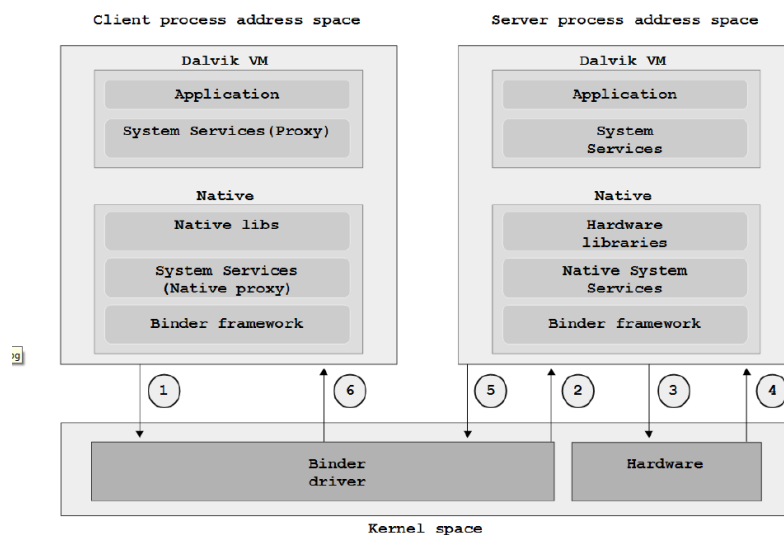 Client process address space
Server process address space
Dalvik VM
Application
System Services(Proxy)
Native
Native libs
System Services
(Native proxy)
Binder framework
Dalvik VM
Application
System
Services
Native
Hardware
libraries
Native System
Services
Binder framework
og
1
6
5
2
3
4
Binder
driver
Hardware
Kernel space